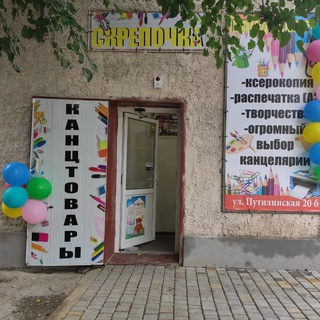 СКРЕПОЧКА
КАНЦТОВАРЫ
-ксерокопия
-распечатка
-творчество
-огромный
выбор
канцелярии
ул. Путилинская 20 б